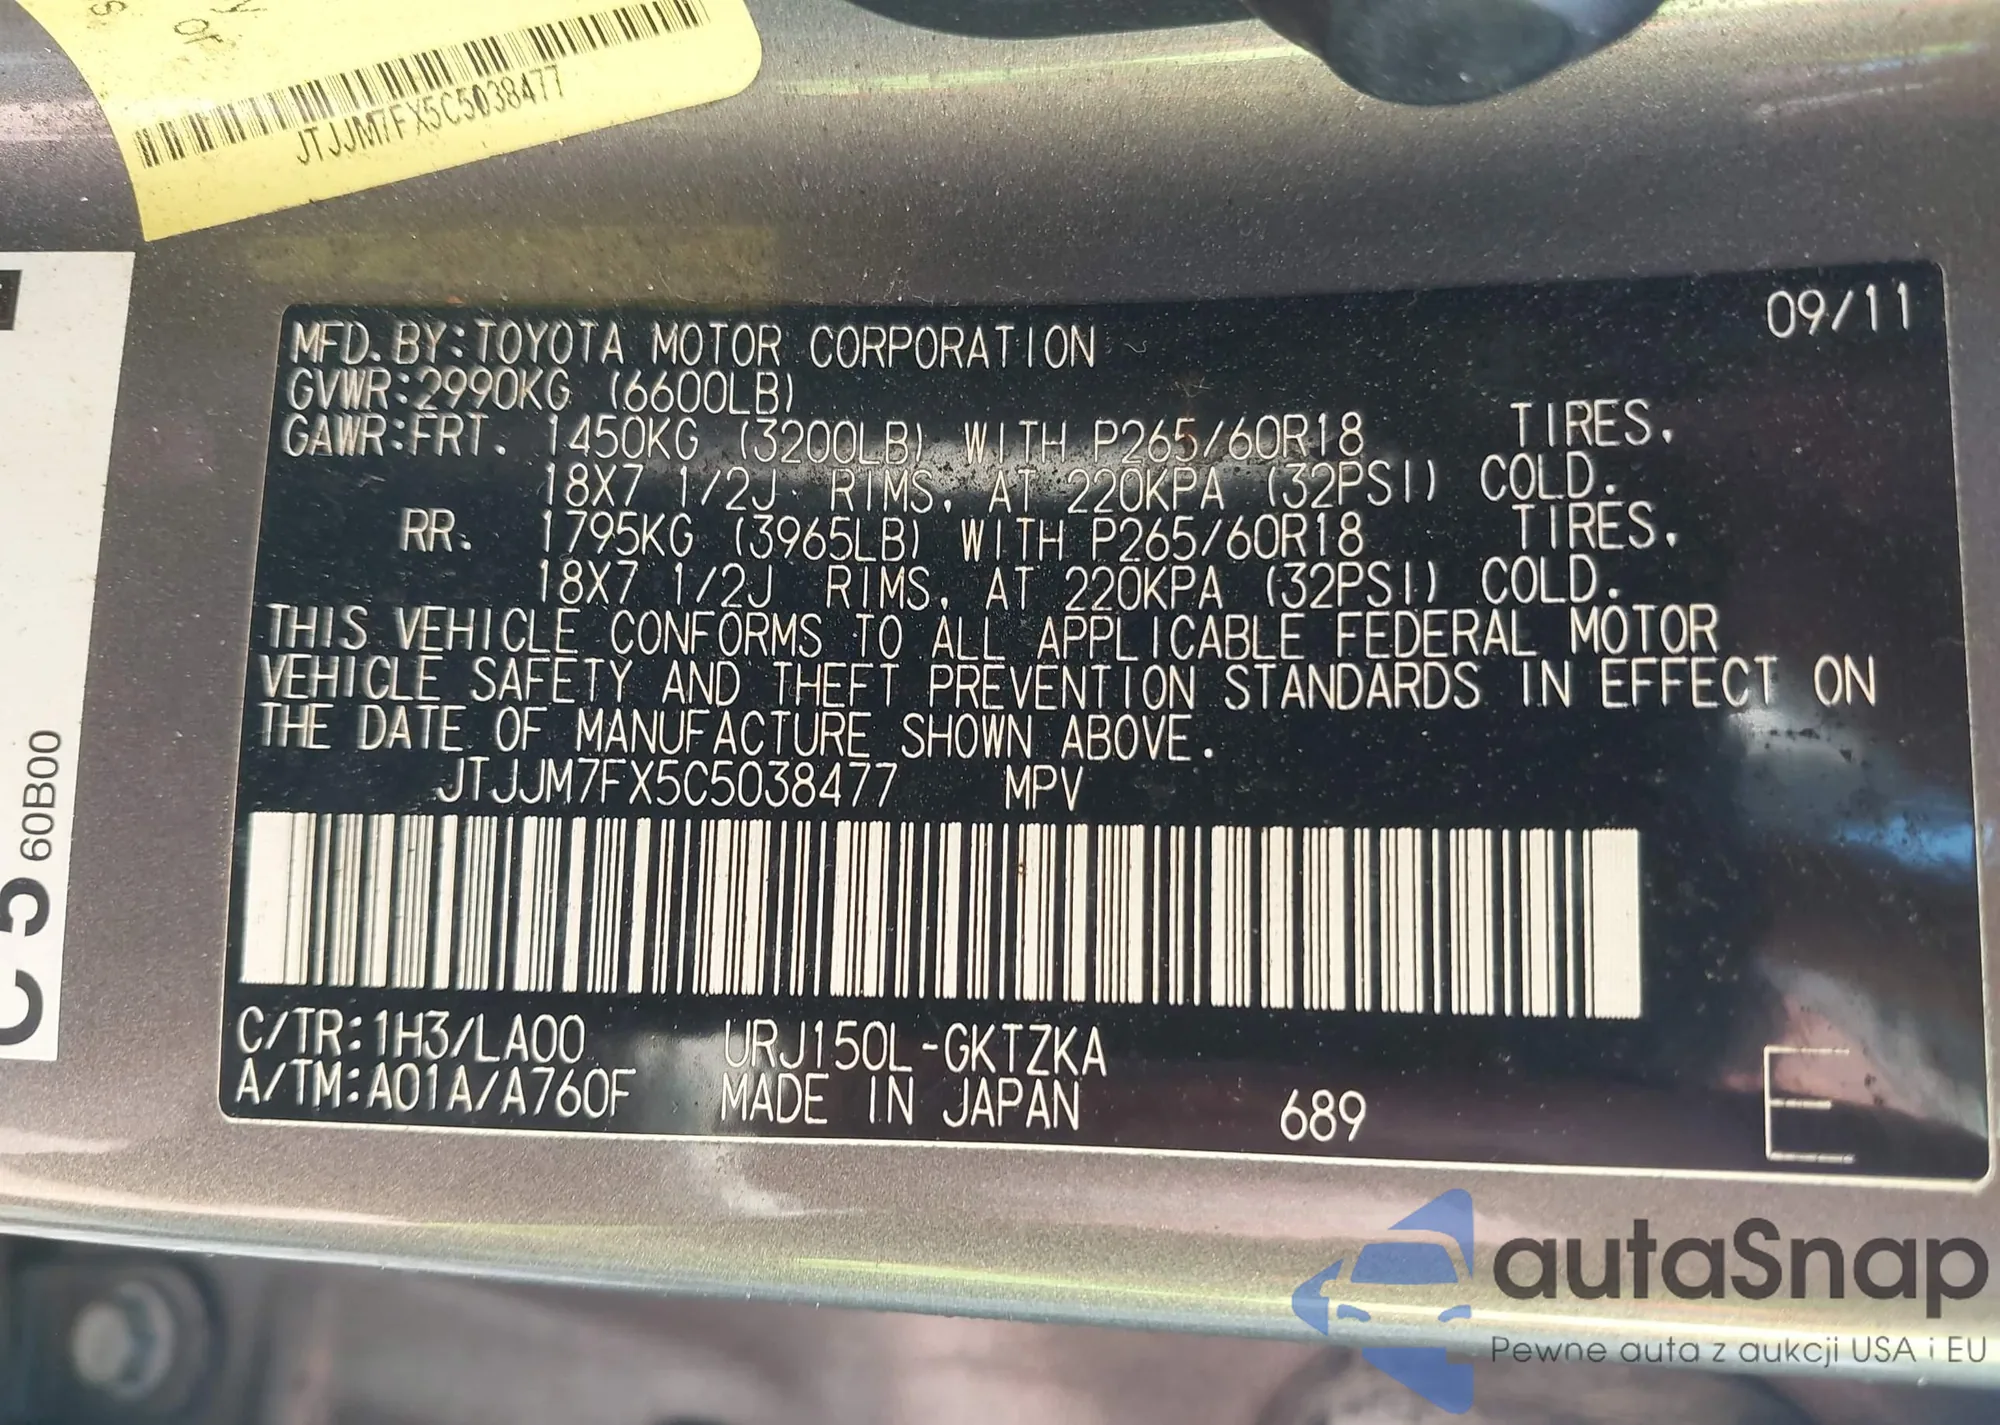 or
JTJJM7FX5C5038477
09/11
MFD. BY: TOYOTA MOTOR CORPORATION
GVWR: 2990KG (6600LB)
GAWR: FRT. 1450KG (3200LB) WITH P265/60R18 TIRES.
18X7 1/2J RIMS. AT 220KPA (32PSI) COLD.
RR. 1795KG (3965LB) WITH P265/60R18 TIRES.
18X7 1/2J RIMS. AT 220KPA (32PSI) COLD.
THIS VEHICLE CONFORMS TO ALL APPLICABLE FEDERAL MOTOR
VEHICLE SAFETY AND THEFT PREVENTION STANDARDS IN EFFECT ON
THE DATE OF MANUFACTURE SHOWN ABOVE.
JTJJM7FX5C5038477 MPV
C/TR: 1H3/LA00 URJ150L-GKTZKA
A/TM: A01A/A760F MADE IN JAPAN 689 E
C 5 60B00
autaSnap
Pewne auta z aukcji USA i EU